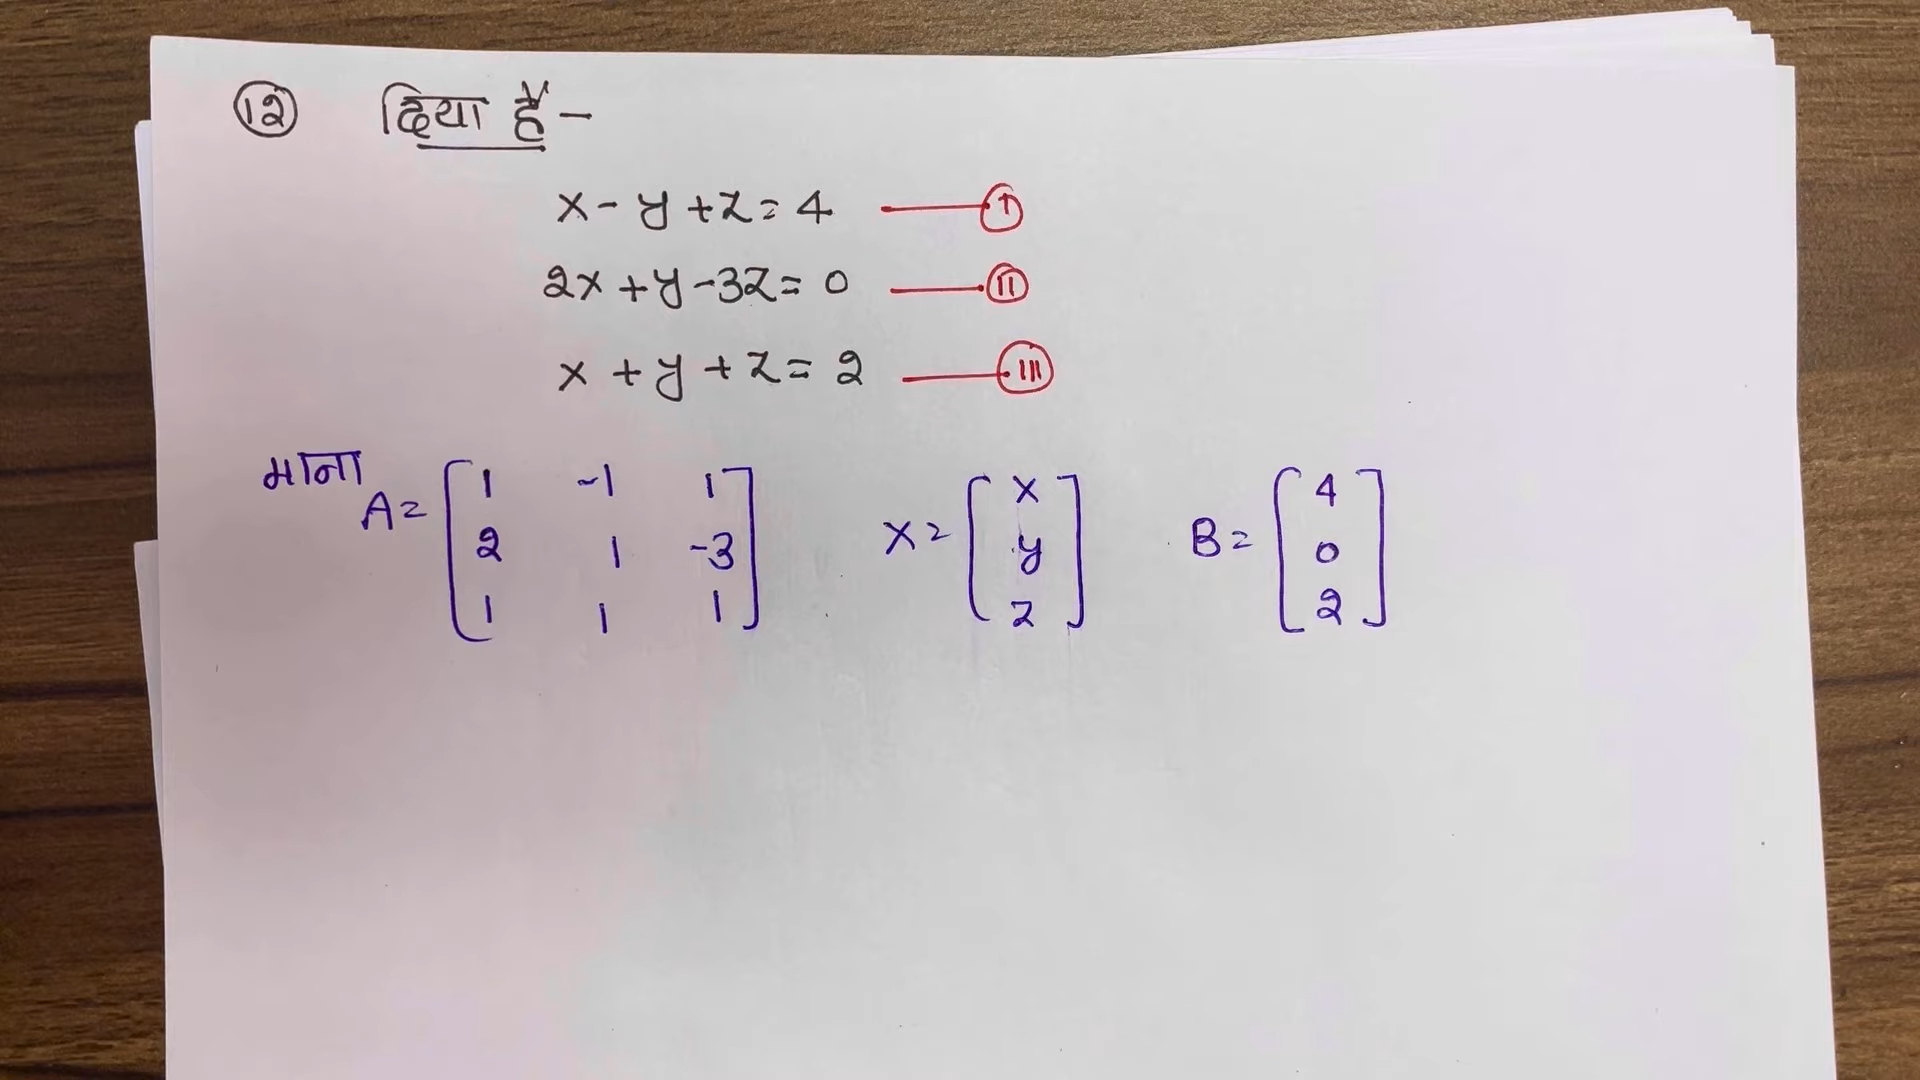 12 दिया है -
x - y + z = 4 —— I
2x + y - 3z = 0 —— II
x + y + z = 2 —— III
माना A = [1 -1 1 X = [x B = [4
2 1 -3 y 0
1 1 1] z] 2]